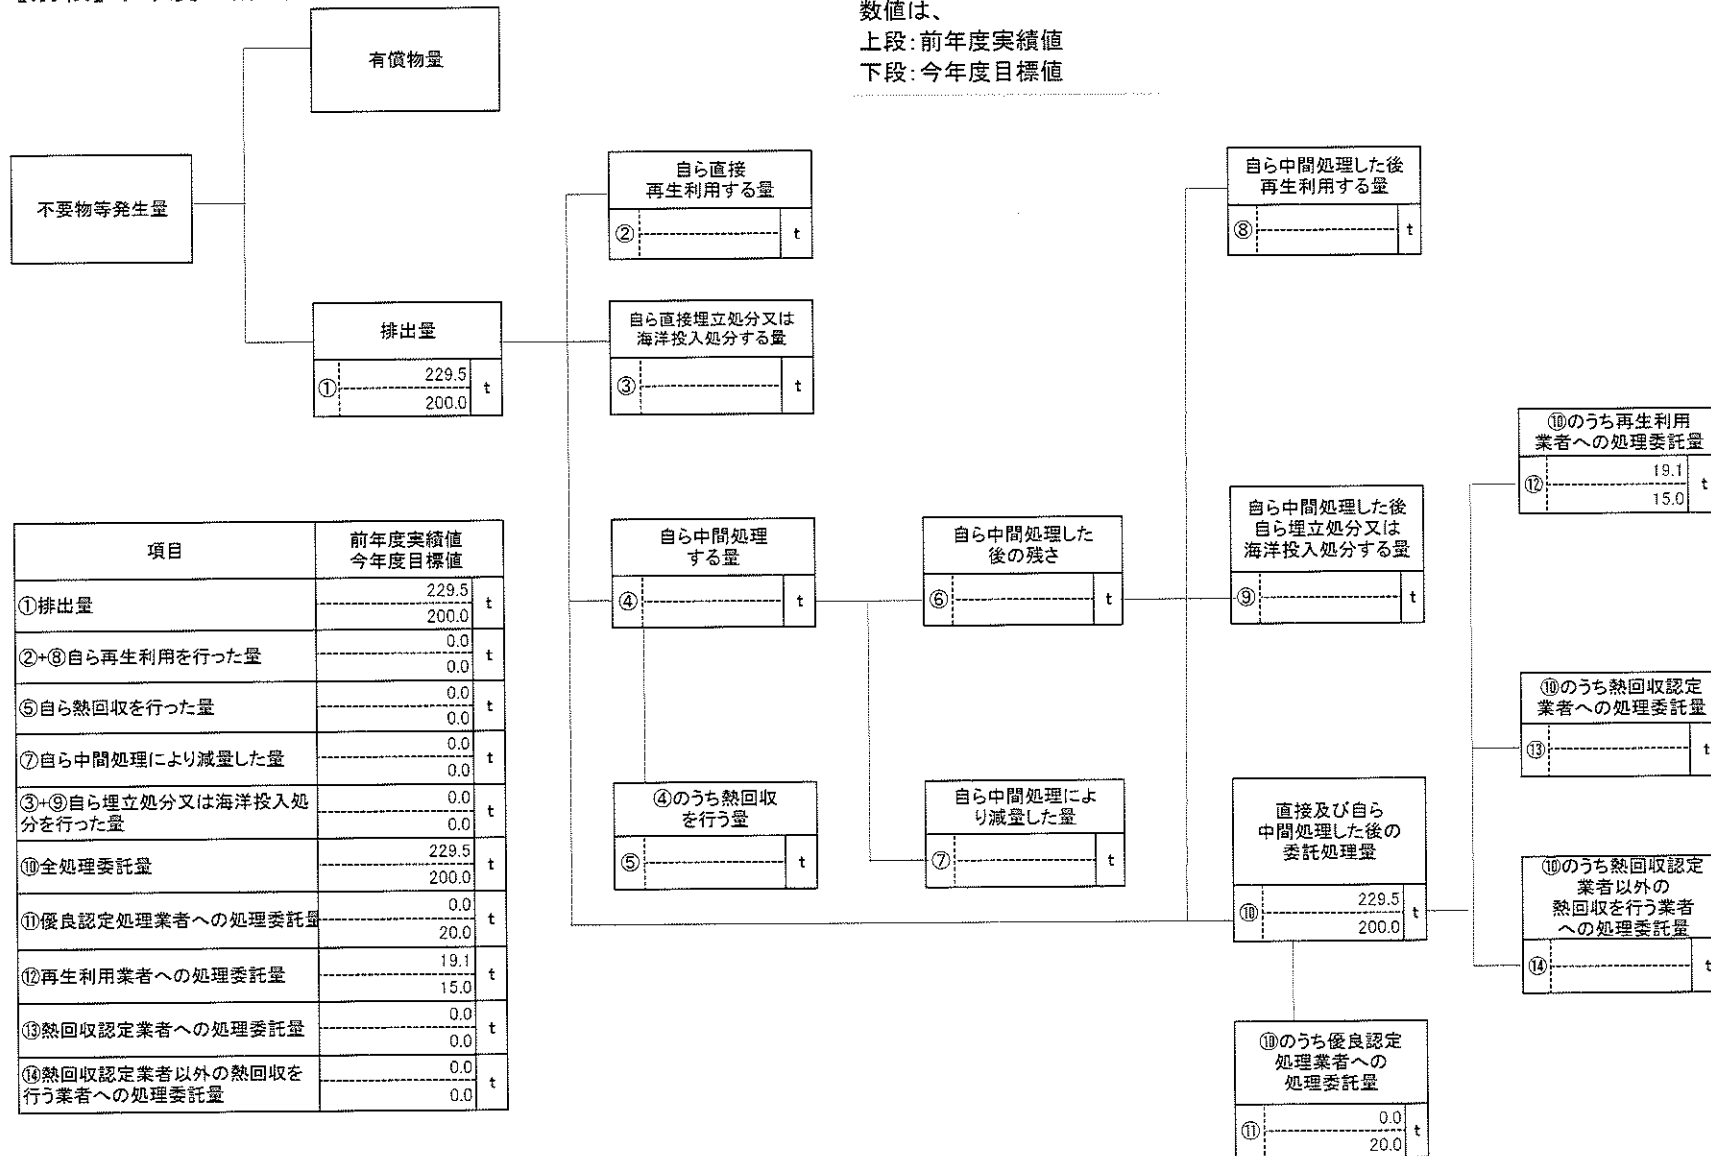 数値は、
上段:前年度実績値
下段:今年度目標値
有償物量
不要物等発生量
排出量
① 229.5 t
200.0
自ら直接
再生利用する量
② t
自ら直接埋立処分又は
海洋投入処分する量
③ t
自ら中間処理した後
再生利用する量
⑧ t
⑩のうち再生利用
業者への処理委託量
⑫ 19.1 t
15.0
自ら中間処理
する量
④ t
自ら中間処理した
後の残さ
⑥ t
自ら中間処理した後
自ら埋立処分又は
海洋投入処分する量
⑨ t
⑩のうち熱回収認定
業者への処理委託量
⑬ t
④のうち熱回収
を行う量
⑤ t
自ら中間処理によ
り減量した量
⑦ t
直接及び自ら
中間処理した後の
委託処理量
⑩ 229.5 t
200.0
⑩のうち熱回収認定
業者以外の
熱回収を行う業者
への処理委託量
⑭ t
⑩のうち優良認定
処理業者への
処理委託量
⑪ 0.0 t
20.0
項目 前年度実績値
今年度目標値
①排出量 229.5 t
200.0
②+⑧自ら再生利用を行った量 0.0 t
0.0
⑤自ら熱回収を行った量 0.0 t
0.0
⑦自ら中間処理により減量した量 0.0 t
0.0
③+⑨自ら埋立処分又は海洋投入処
分を行った量 0.0 t
0.0
⑩全処理委託量 229.5 t
200.0
⑪優良認定処理業者への処理委託量 0.0 t
20.0
⑫再生利用業者への処理委託量 19.1 t
15.0
⑬熱回収認定業者への処理委託量 0.0 t
0.0
⑭熱回収認定業者以外の熱回収を
行う業者への処理委託量 0.0 t
0.0